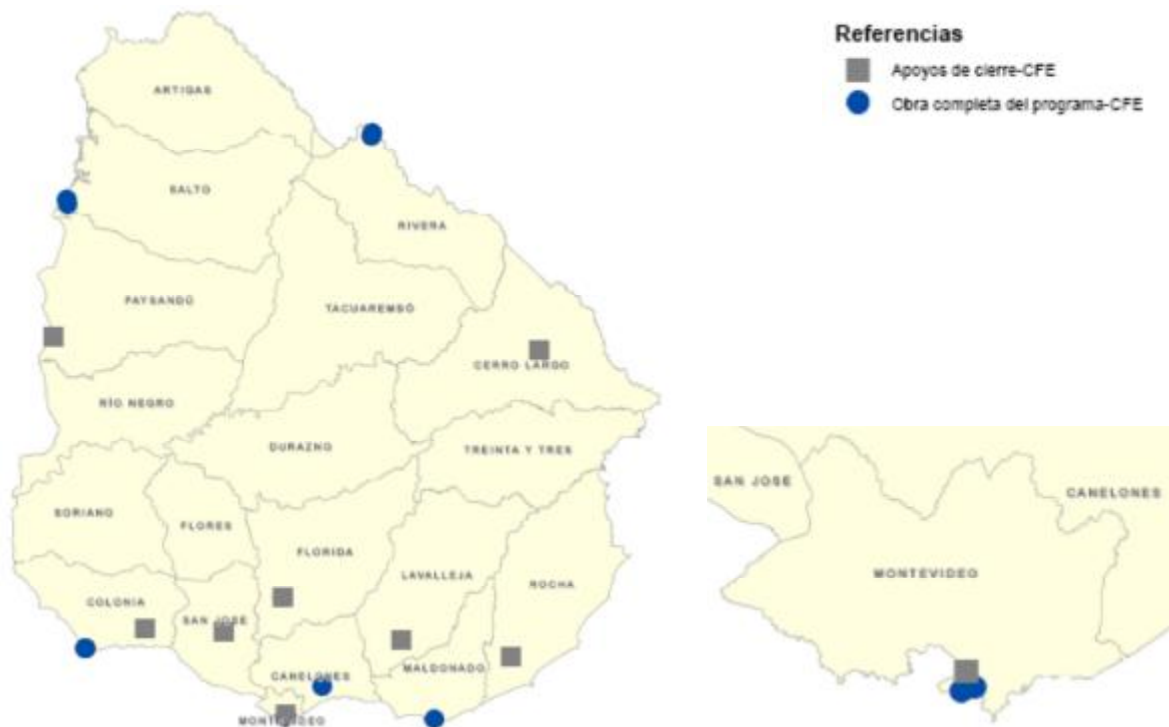 Referencias
Apoyos de cierre-CFE
Obra completa del programa-CFE
ARTIGAS
SALTO
RIVERA
PAYSANDÚ
TACUAREMBÓ
CERRO LARGO
RÍO NEGRO
DURAZNO
TREINTA Y TRES
SORIANO
FLORES
FLORIDA
LAVALLEJA
ROCHA
COLONIA
SAN JOSÉ
CANELONES
MALDONADO
MONTEVIDEO
SAN JOSE
CANELONES
MONTEVIDEO